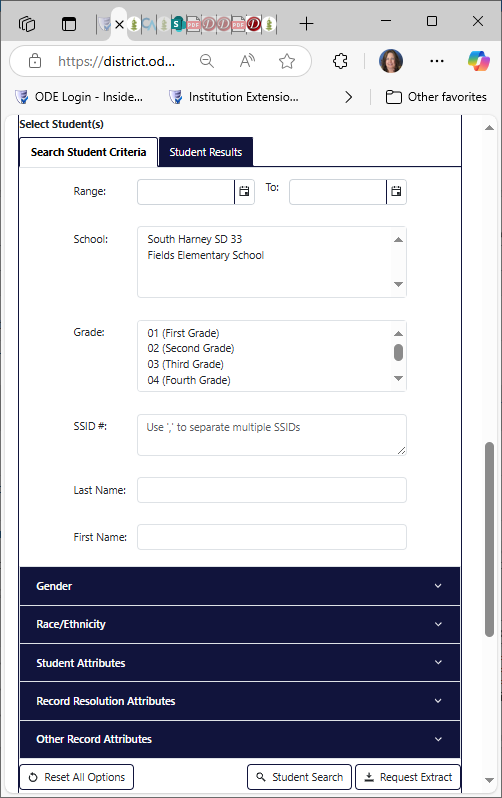 https://district.od...
ODE Login - Inside...
Institution Extensio...
Other favorites
Select Student(s)
Search Student Criteria
Student Results
Range:
To:
School:
South Harney SD 33
Fields Elementary School
Grade:
01 (First Grade)
02 (Second Grade)
03 (Third Grade)
04 (Fourth Grade)
SSID #:
Use ',' to separate multiple SSIDs
Last Name:
First Name:
Gender
Race/Ethnicity
Student Attributes
Record Resolution Attributes
Other Record Attributes
Reset All Options
Student Search
Request Extract